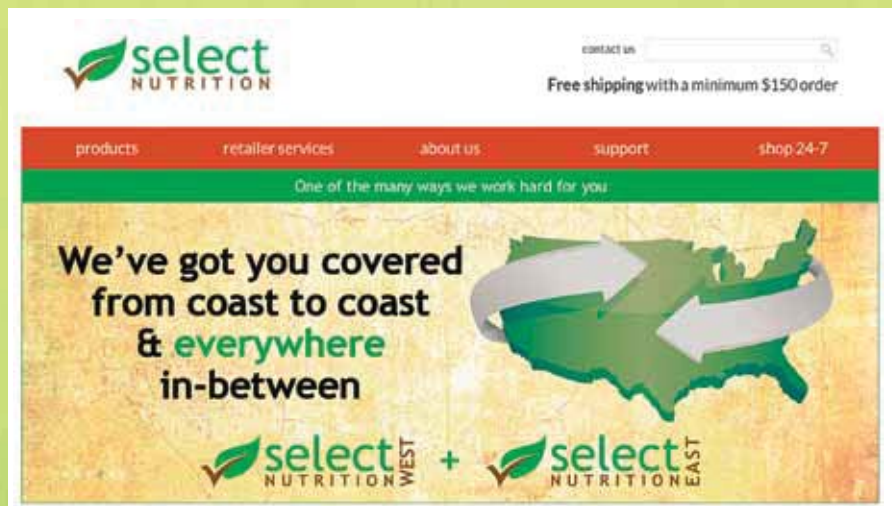 select
NUTRITION
contact us
Free shipping with a minimum $150 order
products retailer services about us support shop 24-7
One of the many ways we work hard for you
We've got you covered
from coast to coast
& everywhere
in-between
select
NUTRITION WEST
+
select
NUTRITION EAST